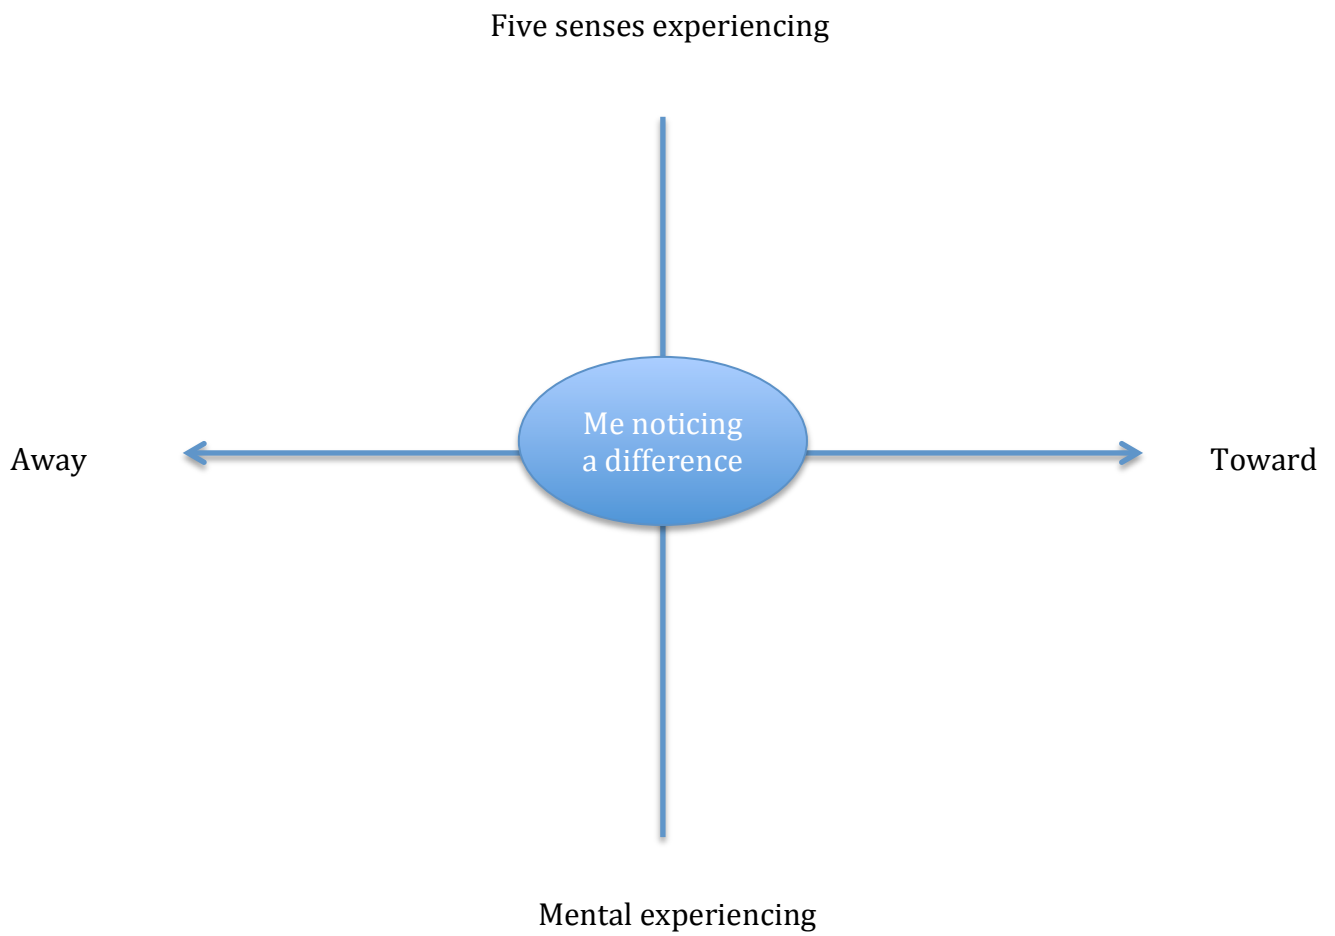 Five senses experiencing
Me noticing
a difference
Away
Toward
Mental experiencing